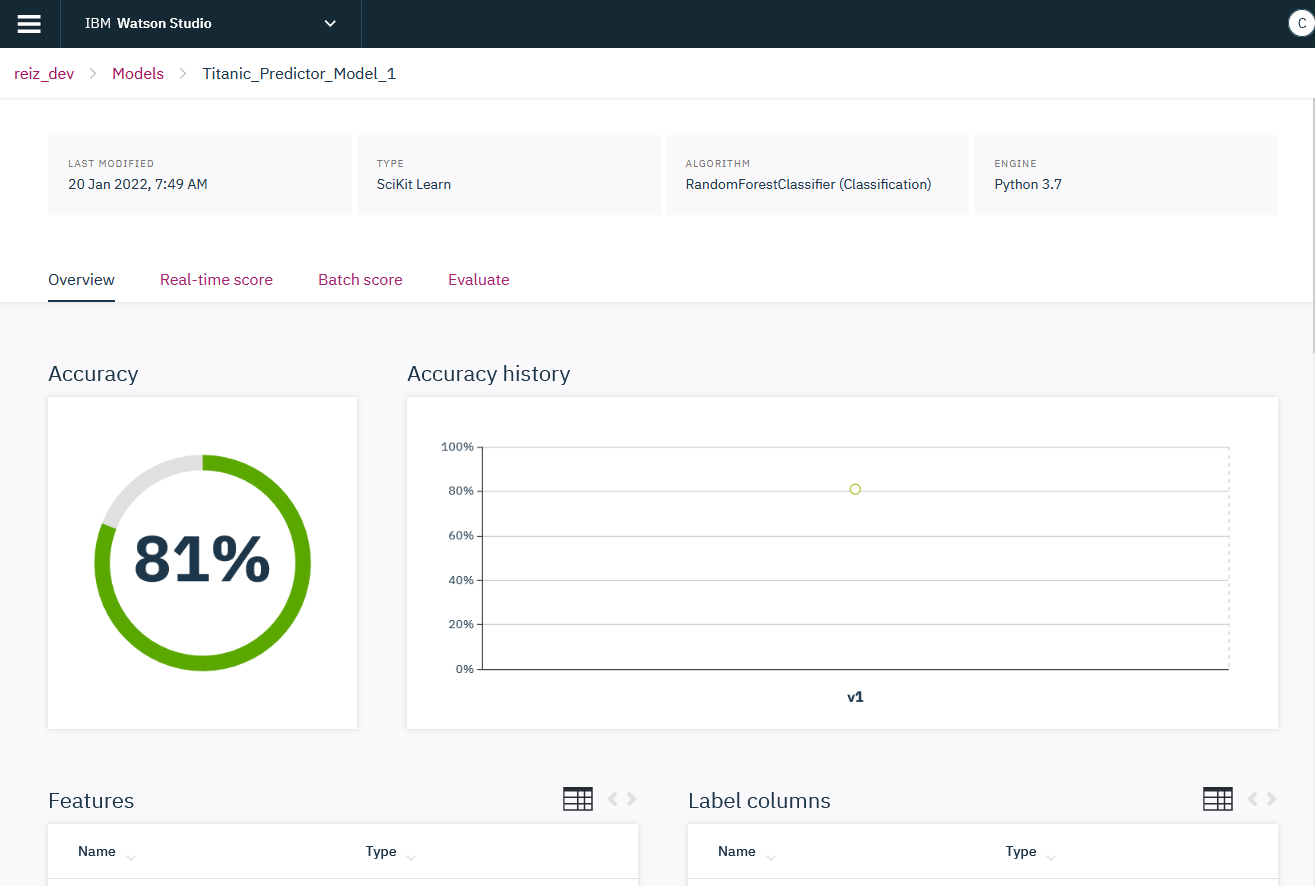 IBM Watson Studio
C
reiz_dev > Models > Titanic_Predictor_Model_1
LAST MODIFIED
20 Jan 2022, 7:49 AM
TYPE
SciKit Learn
ALGORITHM
RandomForestClassifier (Classification)
ENGINE
Python 3.7
Overview Real-time score Batch score Evaluate
Accuracy
81%
Accuracy history
100%
80%
60%
40%
20%
0%
v1
Features
Name Type
Label columns
Name Type